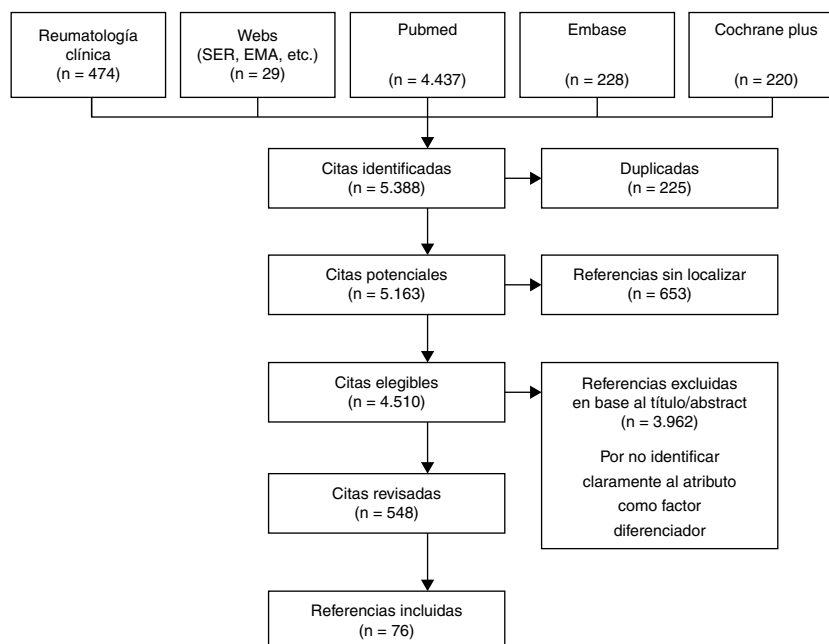 Reumatología
clínica
(n = 474)
Webs
(SER, EMA, etc.)
(n = 29)
Pubmed
(n = 4.437)
Embase
(n = 228)
Cochrane plus
(n = 220)
Citas identificadas
(n = 5.388)
Duplicadas
(n = 225)
Citas potenciales
(n = 5.163)
Referencias sin localizar
(n = 653)
Citas elegibles
(n = 4.510)
Referencias excluidas
en base al título/abstract
(n = 3.962)
Por no identificar
claramente al atributo
como factor
diferenciador
Citas revisadas
(n = 548)
Referencias incluidas
(n = 76)